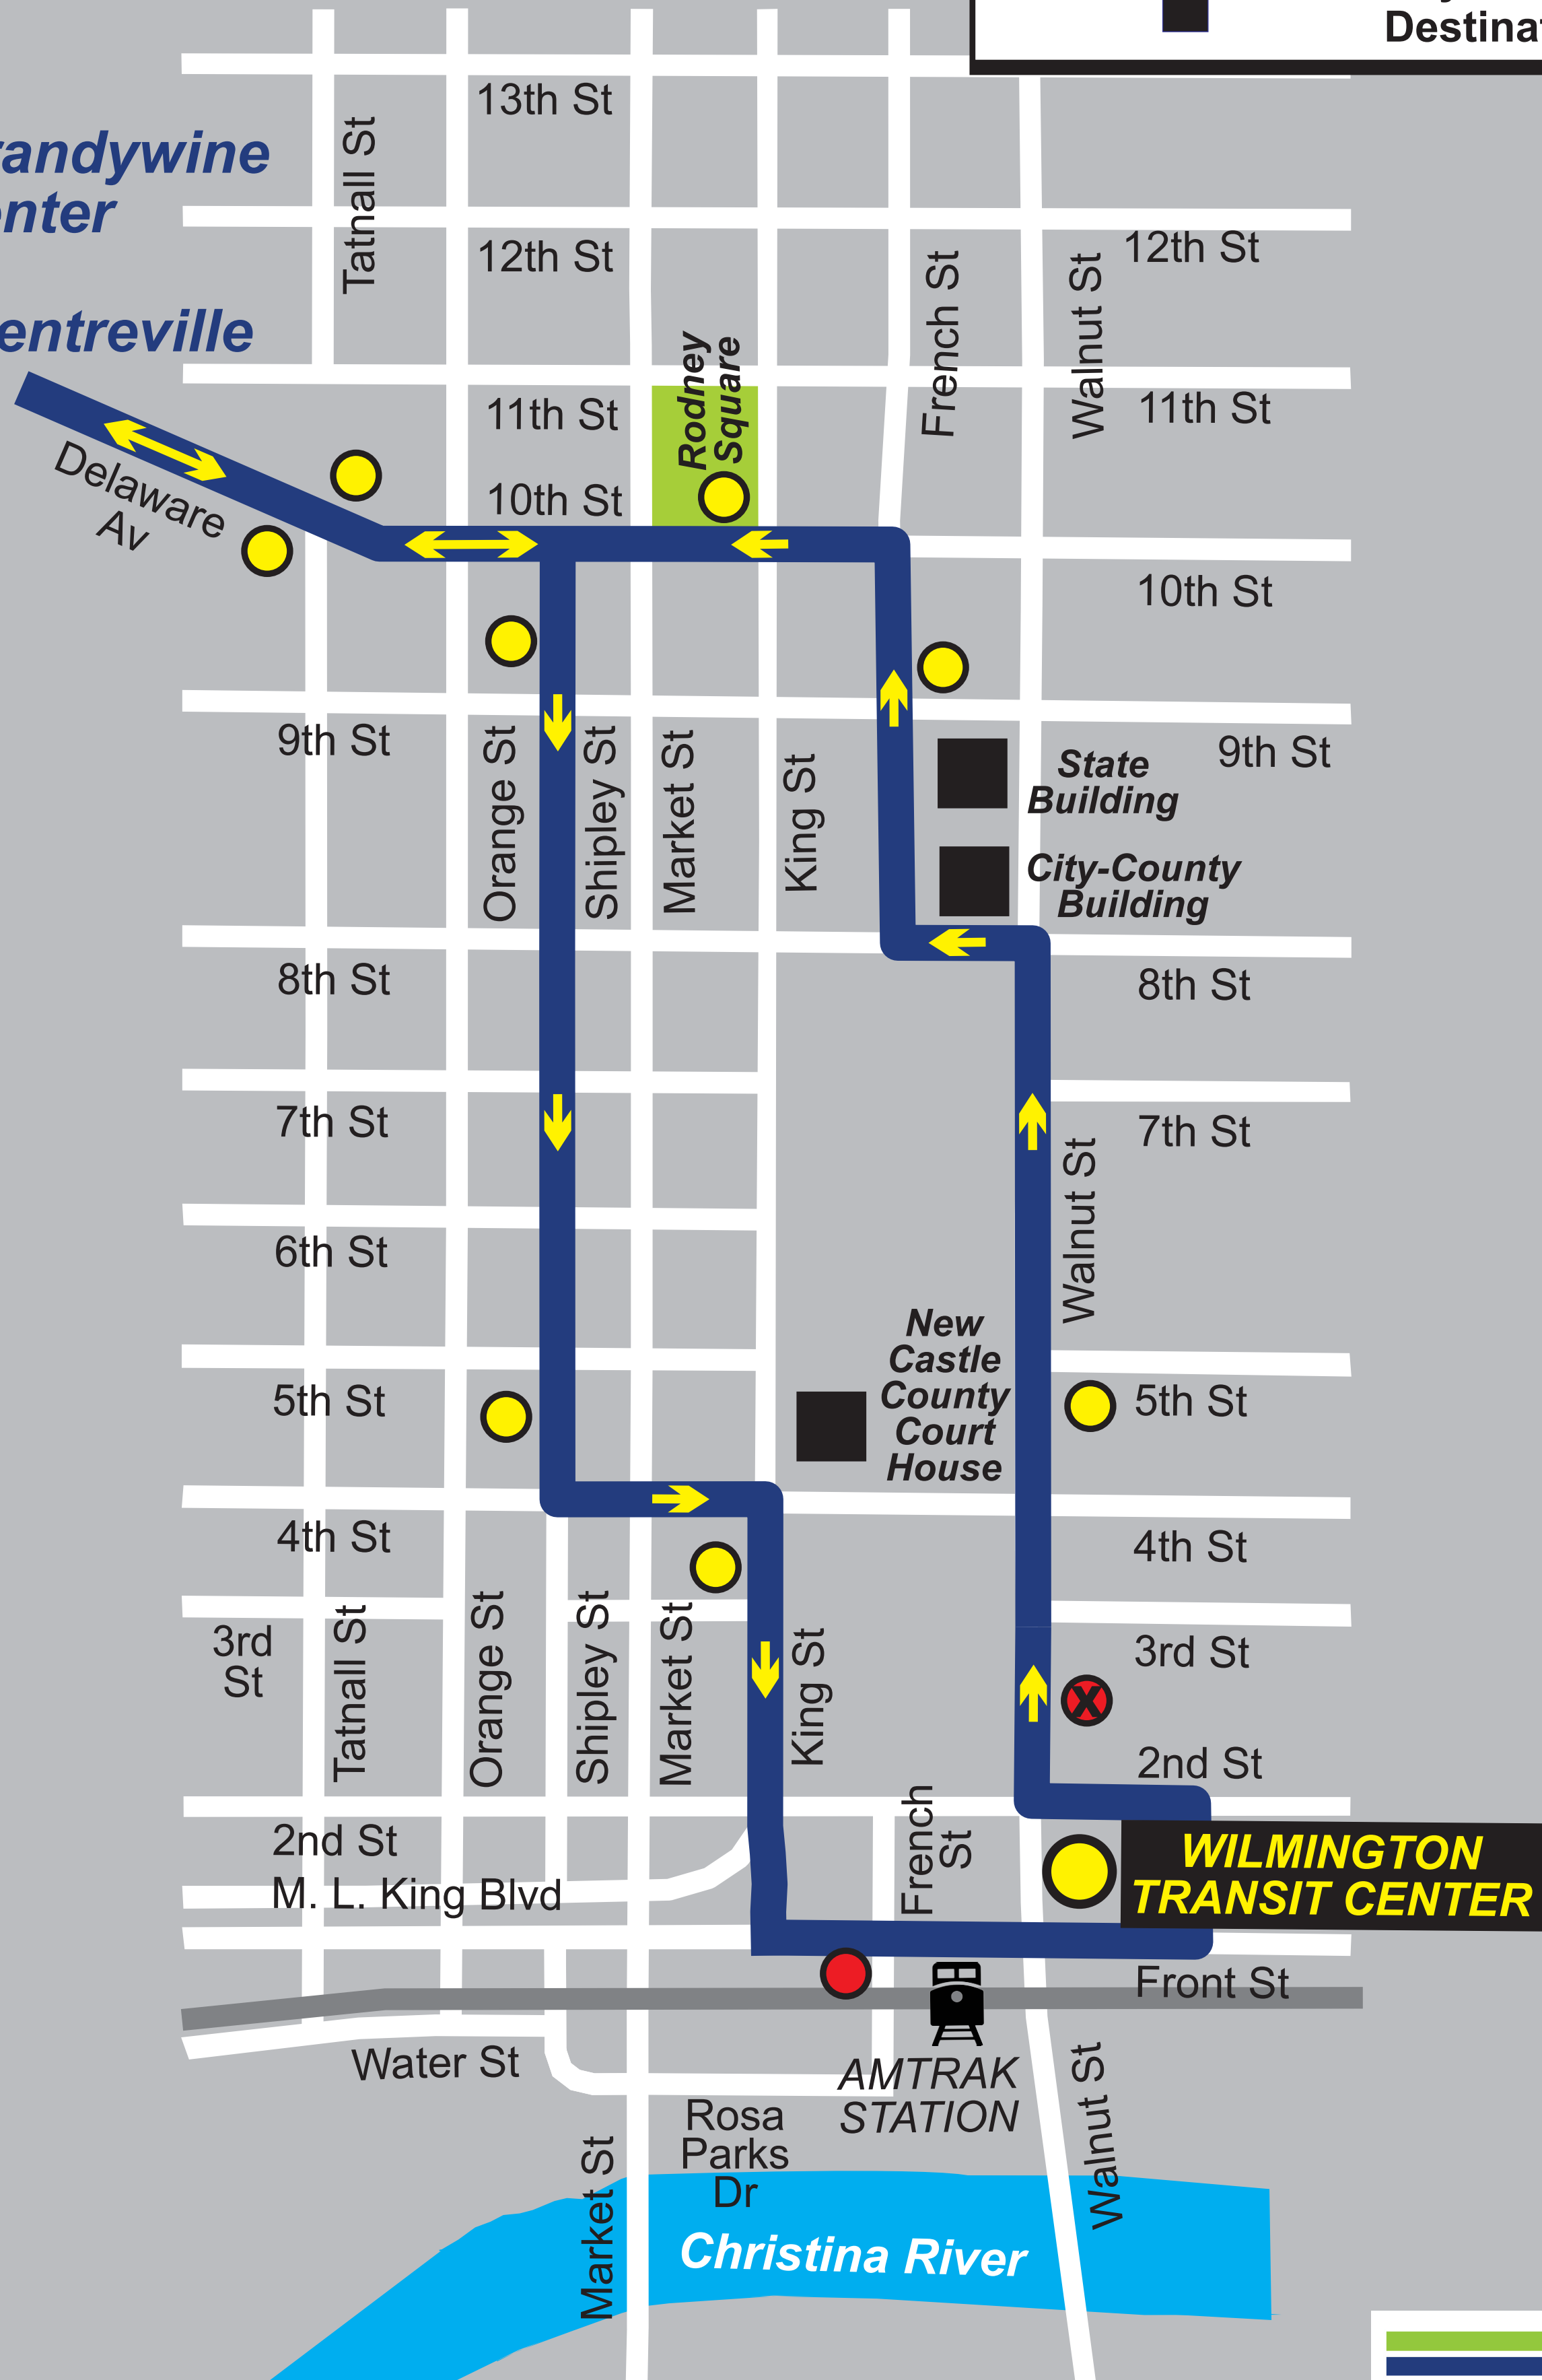 Destinat
13th St
Tatnall St
randywine
enter
12th St
12th St
French St
Walnut St
entreville
Rodney
Square
11th St
11th St
Delaware
Av
10th St
10th St
9th St
9th St
Orange St
Shipley St
Market St
King St
State
Building
City-County
Building
8th St
8th St
7th St
7th St
Walnut St
6th St
New
Castle
County
Court
House
5th St
5th St
4th St
4th St
3rd
St
Tatnall St
Orange St
Shipley St
Market St
King St
3rd St
X
2nd St
French
St
2nd St
M. L. King Blvd
WILMINGTON
TRANSIT CENTER
Front St
Water St
AMTRAK
STATION
Walnut St
Rosa
Parks
Dr
Market St
Christina River